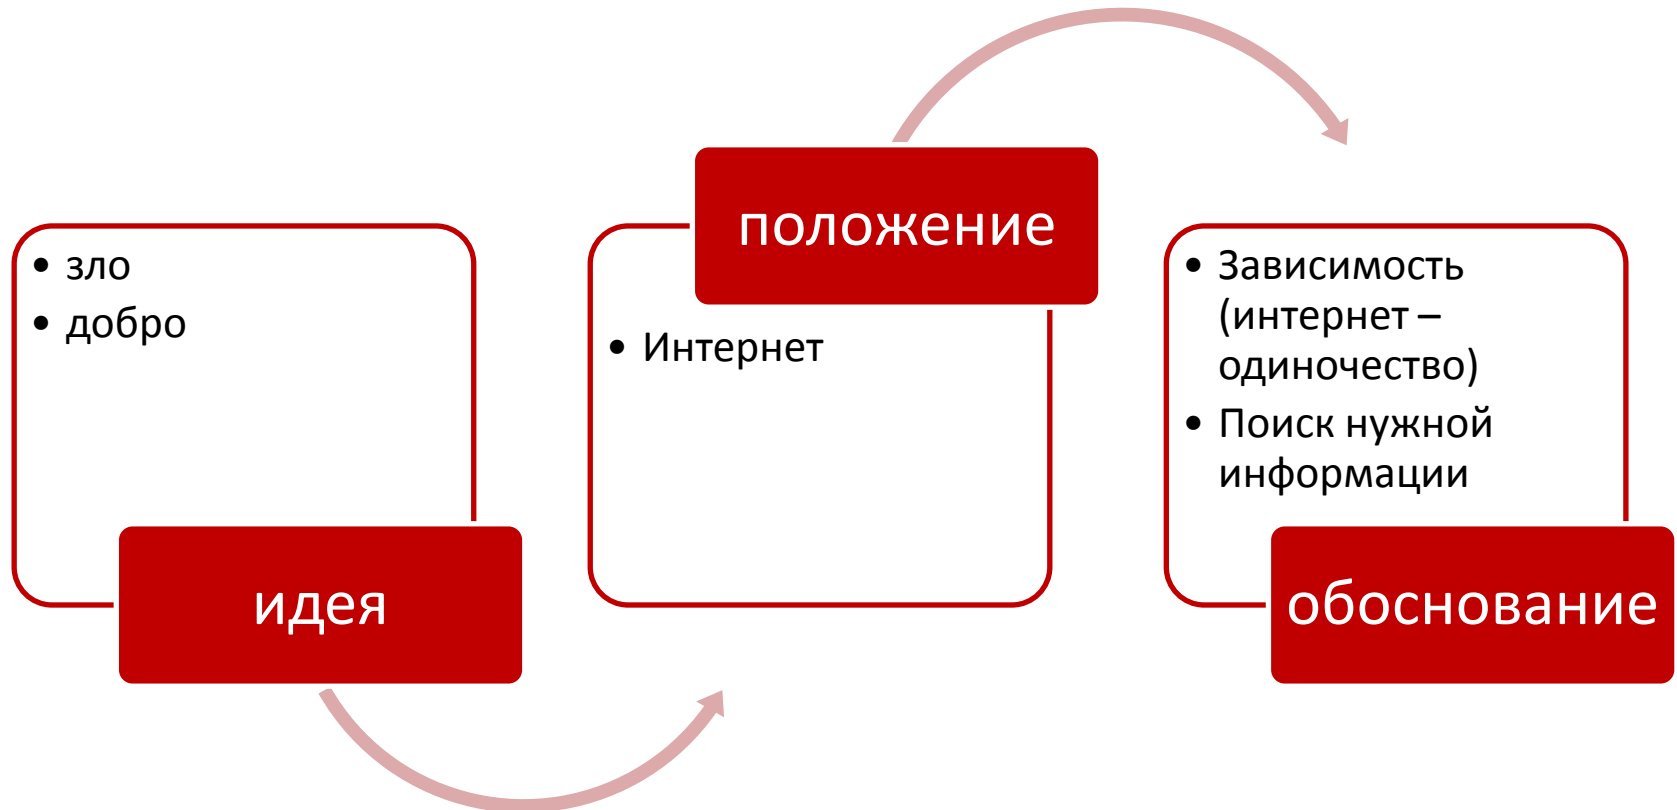 • зло
• добро
идея
положение
• Интернет
• Зависимость
(интернет –
одиночество)
• Поиск нужной
информации
обоснование